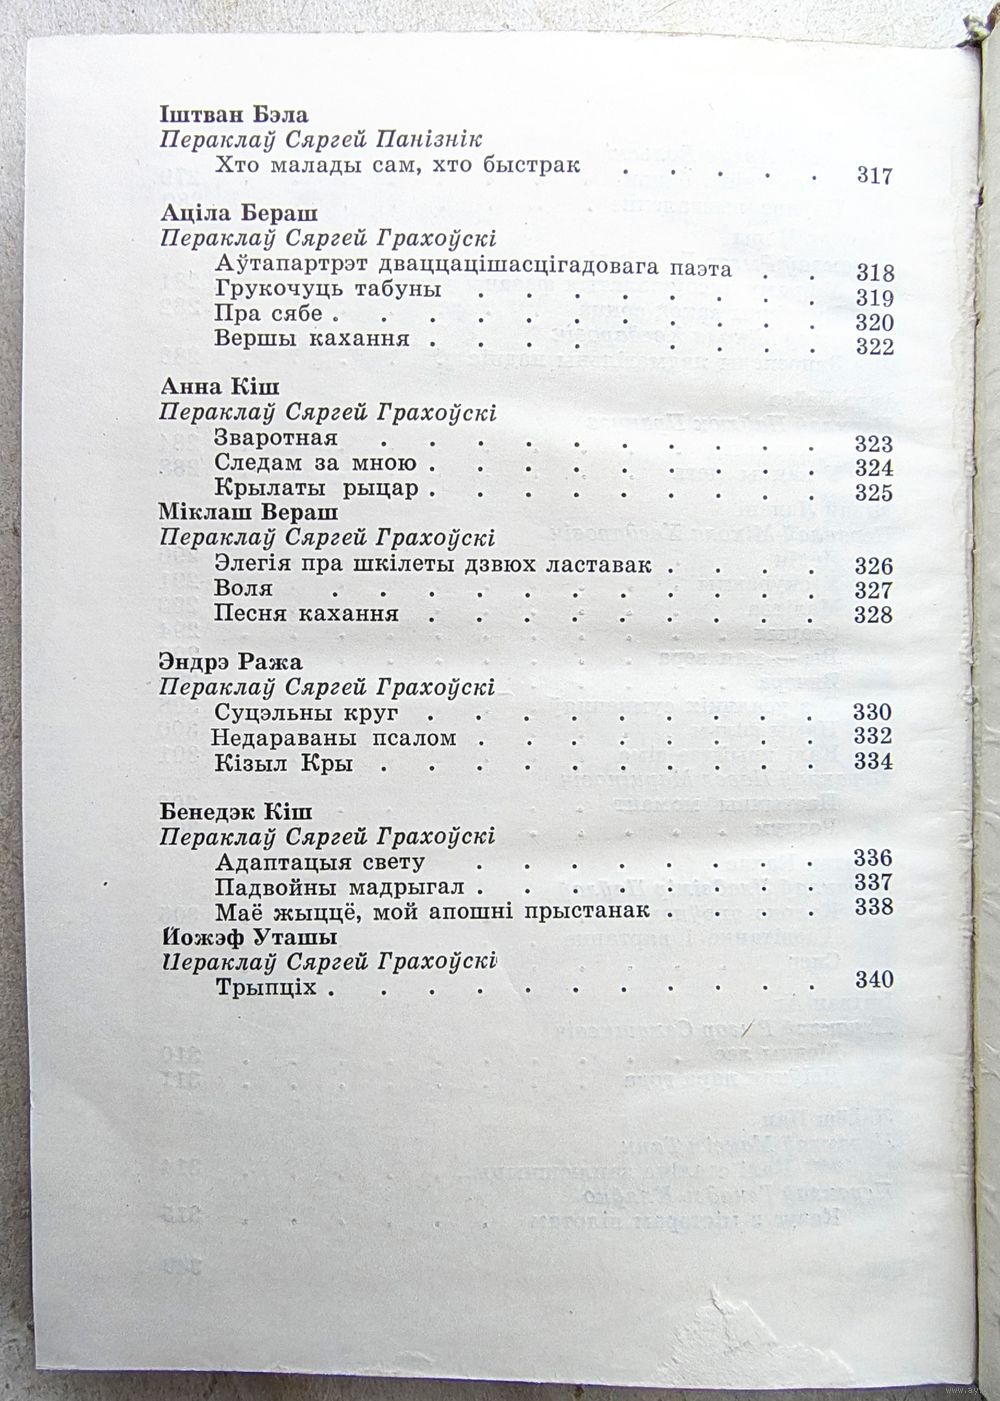 Іштван Бэла
Пераклаў Сяргей Панізнік
Хто малады сам, хто быстрак . . . . . 317
Аціла Бераш
Пераклаў Сяргей Грахоўскі
Аўтапартрэт дваццацішасцігадовага паэта . . 318
Грукочуць табуны . . . . . . . . 319
Пра сябе . . . . . . . . . . . 320
Вершы кахання . . . . . . . . 322
Анна Кіш
Пераклаў Сяргей Грахоўскі
Зваротная . . . . . . . . . . 323
Следам за мною . . . . . . . . . 324
Крылаты рыцар . . . . . . . . . 325
Міклаш Вераш
Пераклаў Сяргей Грахоўскі
Элегія пра шкілеты дзвюх ластавак . . . . 326
Воля . . . . . . . . . . . 327
Песня кахання . . . . . . . . . 328
Эндрэ Ража
Пераклаў Сяргей Грахоўскі
Суцэльны круг . . . . . . . . . 330
Недараваны псалом . . . . . . . . 332
Кізыл Кры . . . . . . . . . . 334
Бенедэк Кіш
Пераклаў Сяргей Грахоўскі
Адаптацыя свету . . . . . . . . 336
Падвойны мадрыгал . . . . . . . . 337
Маё жыццё, мой апошні прыстанак . . . . 338
Йожэф Уташы
Пераклаў Сяргей Грахоўскі
Трыпціх . . . . . . . . . . . 340